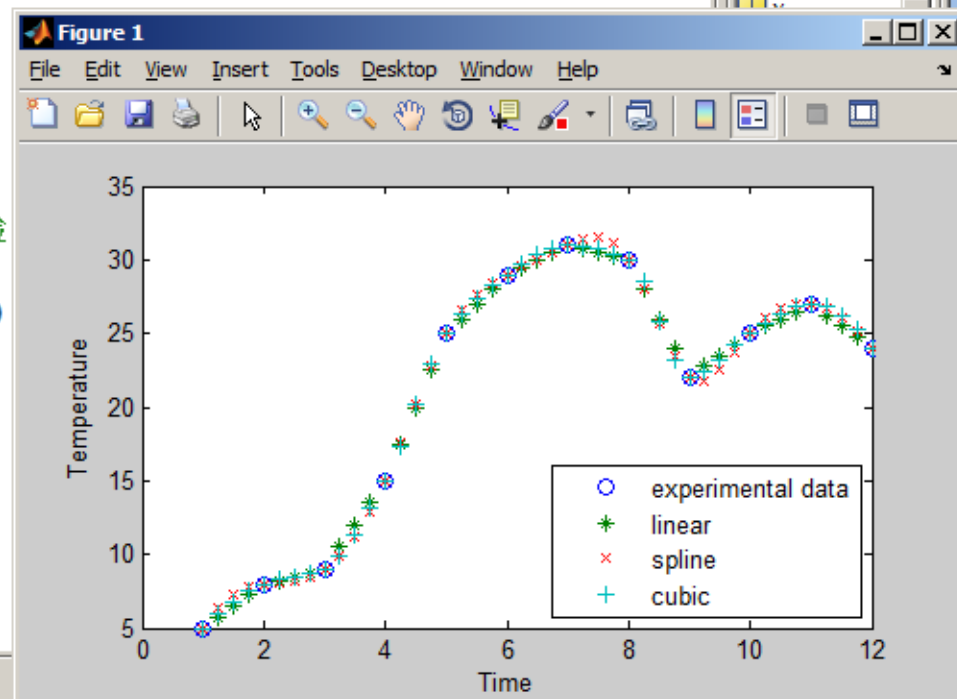 Figure 1
File Edit View Insert Tools Desktop Window Help
35
30
25
20
15
10
5
Temperature
experimental data
linear
spline
cubic
0 2 4 6 8 10 12
Time